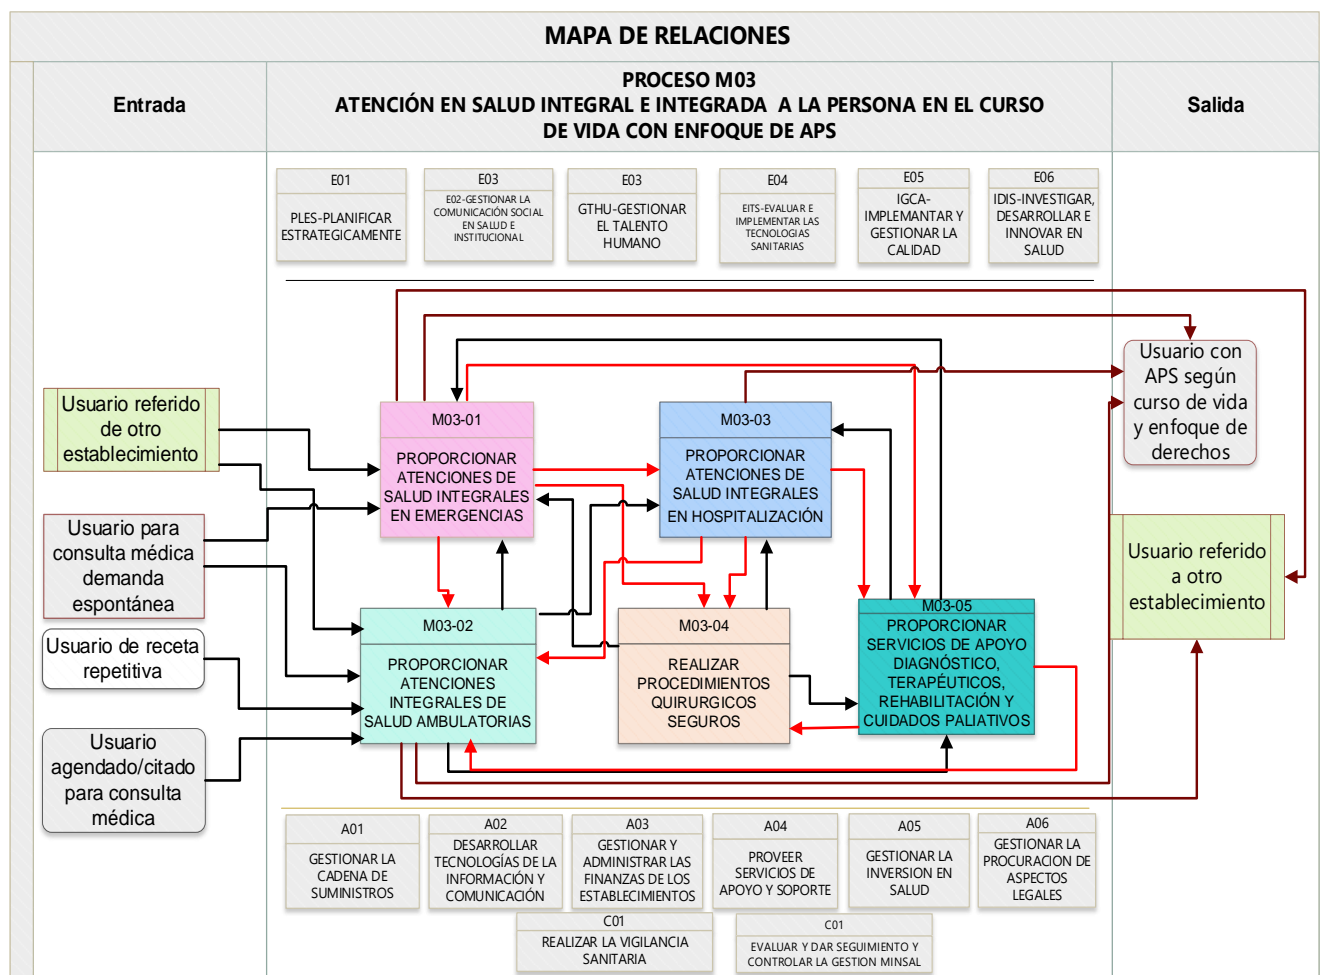 MAPA DE RELACIONES
Entrada
PROCESO M03
ATENCIÓN EN SALUD INTEGRAL E INTEGRADA A LA PERSONA EN EL CURSO
DE VIDA CON ENFOQUE DE APS
Salida
E01
PLES-PLANIFICAR
ESTRATEGICAMENTE
E03
E02-GESTIONAR LA
COMUNICACIÓN SOCIAL
EN SALUD E
INSTITUCIONAL
E03
GTHU-GESTIONAR
EL TALENTO
HUMANO
E04
EITS-EVALUAR E
IMPLEMENTAR LAS
TECNOLOGIAS
SANITARIAS
E05
IGCA-
IMPLEMANTAR Y
GESTIONAR LA
CALIDAD
E06
IDIS-INVESTIGAR,
DESARROLLAR E
INNOVAR EN
SALUD
Usuario referido
de otro
establecimiento
Usuario para
consulta médica
demanda
espontánea
Usuario de receta
repetitiva
Usuario
agendado/citado
para consulta
médica
M03-01
PROPORCIONAR
ATENCIONES DE
SALUD INTEGRALES
EN EMERGENCIAS
M03-03
PROPORCIONAR
ATENCIONES DE
SALUD INTEGRALES
EN HOSPITALIZACIÓN
M03-02
PROPORCIONAR
ATENCIONES
INTEGRALES DE
SALUD AMBULATORIAS
M03-04
REALIZAR
PROCEDIMIENTOS
QUIRURGICOS
SEGUROS
M03-05
PROPORCIONAR
SERVICIOS DE APOYO
DIAGNÓSTICO,
TERAPÉUTICOS,
REHABILITACIÓN Y
CUIDADOS PALIATIVOS
Usuario con
APS según
curso de vida
y enfoque de
derechos
Usuario referido
a otro
establecimiento
A01
GESTIONAR LA
CADENA DE
SUMINISTROS
A02
DESARROLLAR
TECNOLOGÍAS DE LA
INFORMACIÓN Y
COMUNICACIÓN
A03
GESTIONAR Y
ADMINISTRAR LAS
FINANZAS DE LOS
ESTABLECIMIENTOS
A04
PROVEER
SERVICIOS DE
APOYO Y SOPORTE
A05
GESTIONAR LA
INVERSION EN
SALUD
A06
GESTIONAR LA
PROCURACION DE
ASPECTOS
LEGALES
C01
REALIZAR LA VIGILANCIA
SANITARIA
C01
EVALUAR Y DAR SEGUIMIENTO Y
CONTROLAR LA GESTION MINSAL